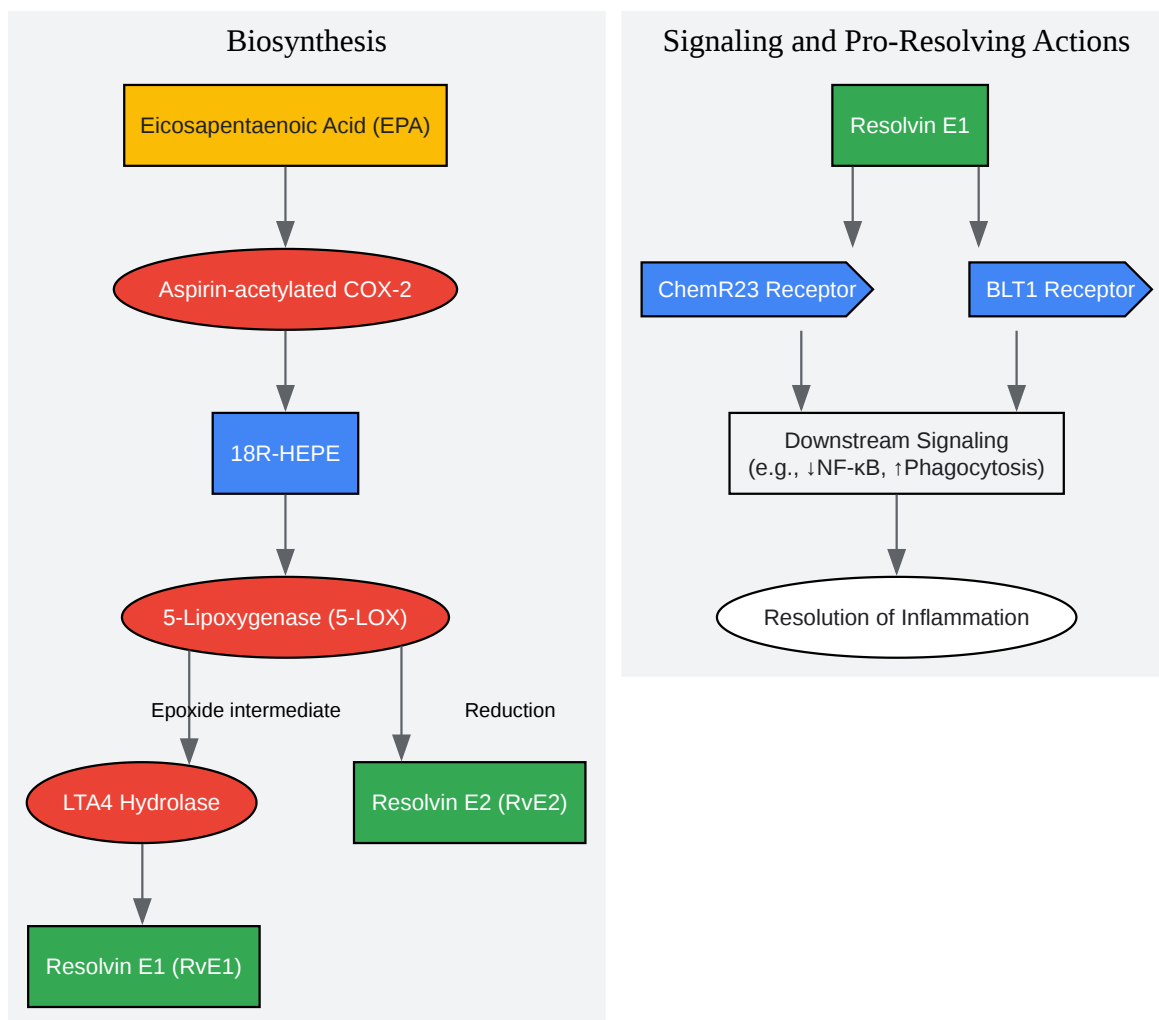 Biosynthesis
Eicosapentaenoic Acid (EPA)
Aspirin-acetylated COX-2
18R-HEPE
5-Lipoxygenase (5-LOX)
Epoxide intermediate
Reduction
LTA4 Hydrolase
Resolvin E2 (RvE2)
Resolvin E1 (RvE1)
Signaling and Pro-Resolving Actions
Resolvin E1
ChemR23 Receptor
BLT1 Receptor
Downstream Signaling
(e.g., ↓NF-κB, ↑Phagocytosis)
Resolution of Inflammation